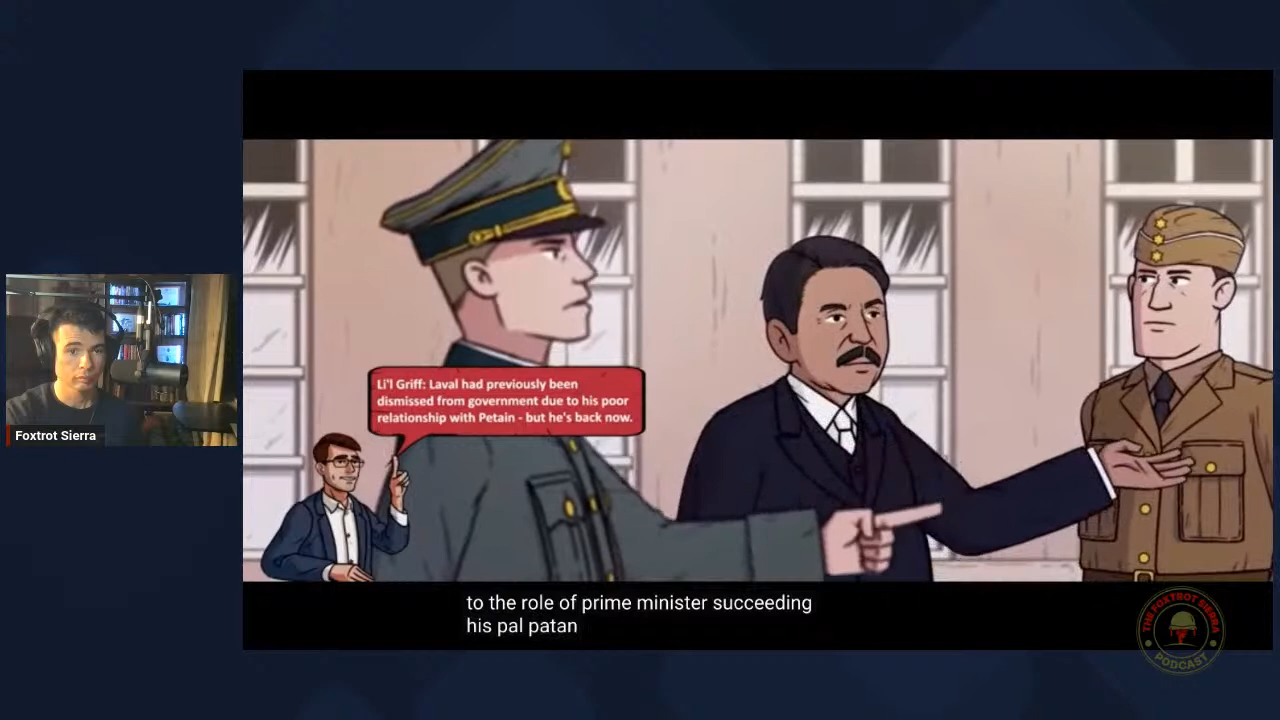 Li'l Griff: Laval had previously been
dismissed from government due to his poor
relationship with Petain - but he's back now.
Foxtrot Sierra
to the role of prime minister succeeding
his pal patan
THE FOXTROT SIERRA
PODCAST